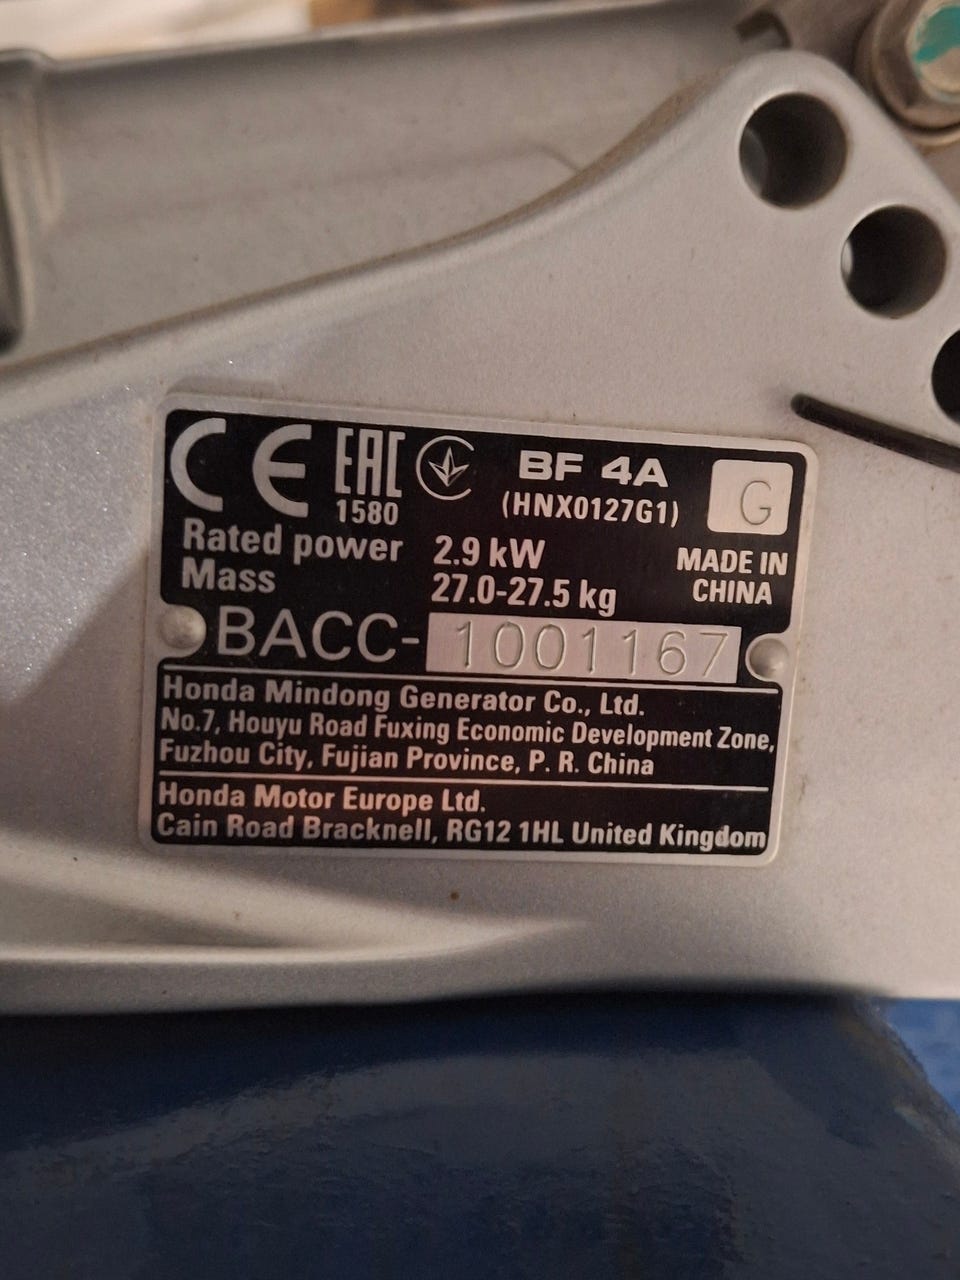 CE EAC BF 4A G
1580 (HNX0127G1)
Rated power 2.9 kW MADE IN
Mass 27.0-27.5 kg CHINA
BACC- 1001167
Honda Mindong Generator Co., Ltd.
No.7, Houyu Road Fuxing Economic Development Zone,
Fuzhou City, Fujian Province, P. R. China
Honda Motor Europe Ltd.
Cain Road Bracknell, RG12 1HL United Kingdom